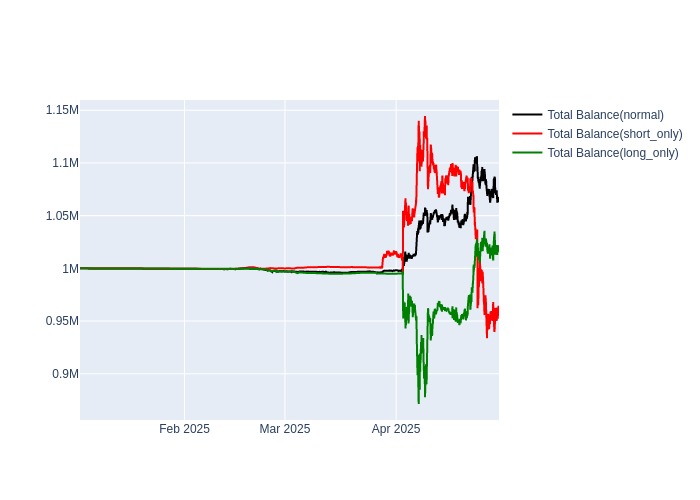 1.15M
1.1M
1.05M
1M
0.95M
0.9M
Feb 2025
Mar 2025
Apr 2025
Total Balance(normal)
Total Balance(short_only)
Total Balance(long_only)